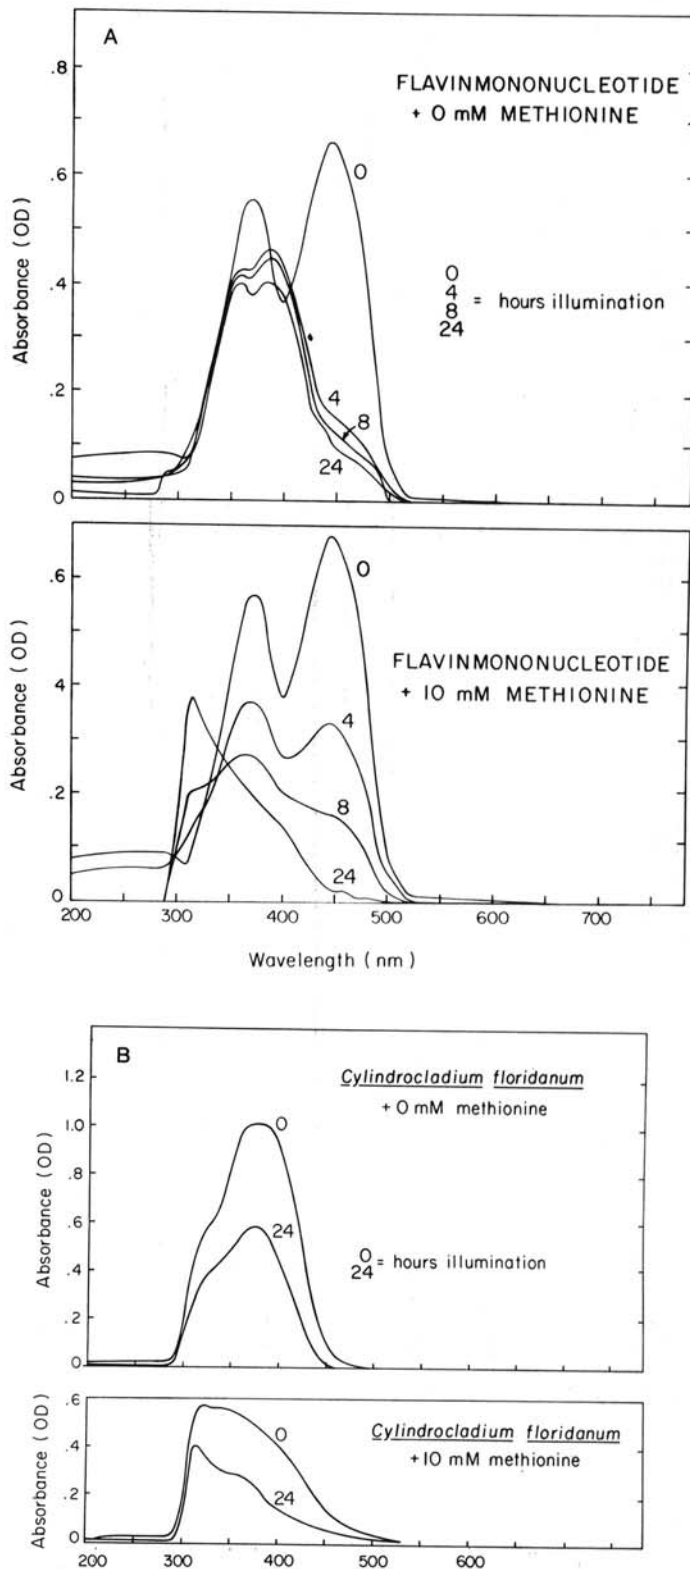 A
FLAVINMONONUCLEOTIDE
+ 0 mM METHIONINE
Absorbance (OD)
.8
.6
.4
.2
0
0
0
4
8
24
= hours illumination
4
8
24
Absorbance (OD)
.6
4
.2
0
0
FLAVINMONONUCLEOTIDE
+ 10 mM METHIONINE
4
8
24
200 300 400 500 600 700
Wavelength (nm)
B
Cylindrocladium floridanum
+ 0 mM methionine
Absorbance (OD)
1.2
1.0
.8
.6
.4
.2
0
0
24
0
24
= hours illumination
Absorbance (OD)
.6
.4
.2
0
0
24
Cylindrocladium floridanum
+10 mM methionine
200 300 400 500 600